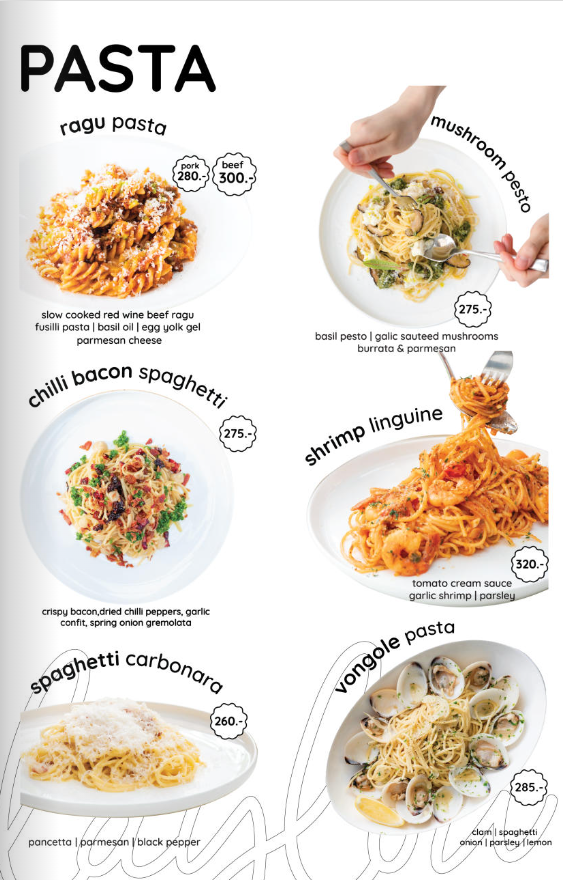 PASTA
ragu pasta
pork
280.-
beef
300.-
slow cooked red wine beef ragu
fusilli pasta | basil oil | egg yolk gel
parmesan cheese
mushroom pesto
275.-
basil pesto | galic sauteed mushrooms
burrata & parmesan
chilli bacon spaghetti
275.-
crispy bacon,dried chilli peppers, garlic
confit, spring onion gremolata
shrimp linguine
320.-
tomato cream sauce
garlic shrimp | parsley
spaghetti carbonara
260.-
pancetta | parmesan | black pepper
vongole pasta
285.-
clam | spaghetti
onion | parsley | lemon